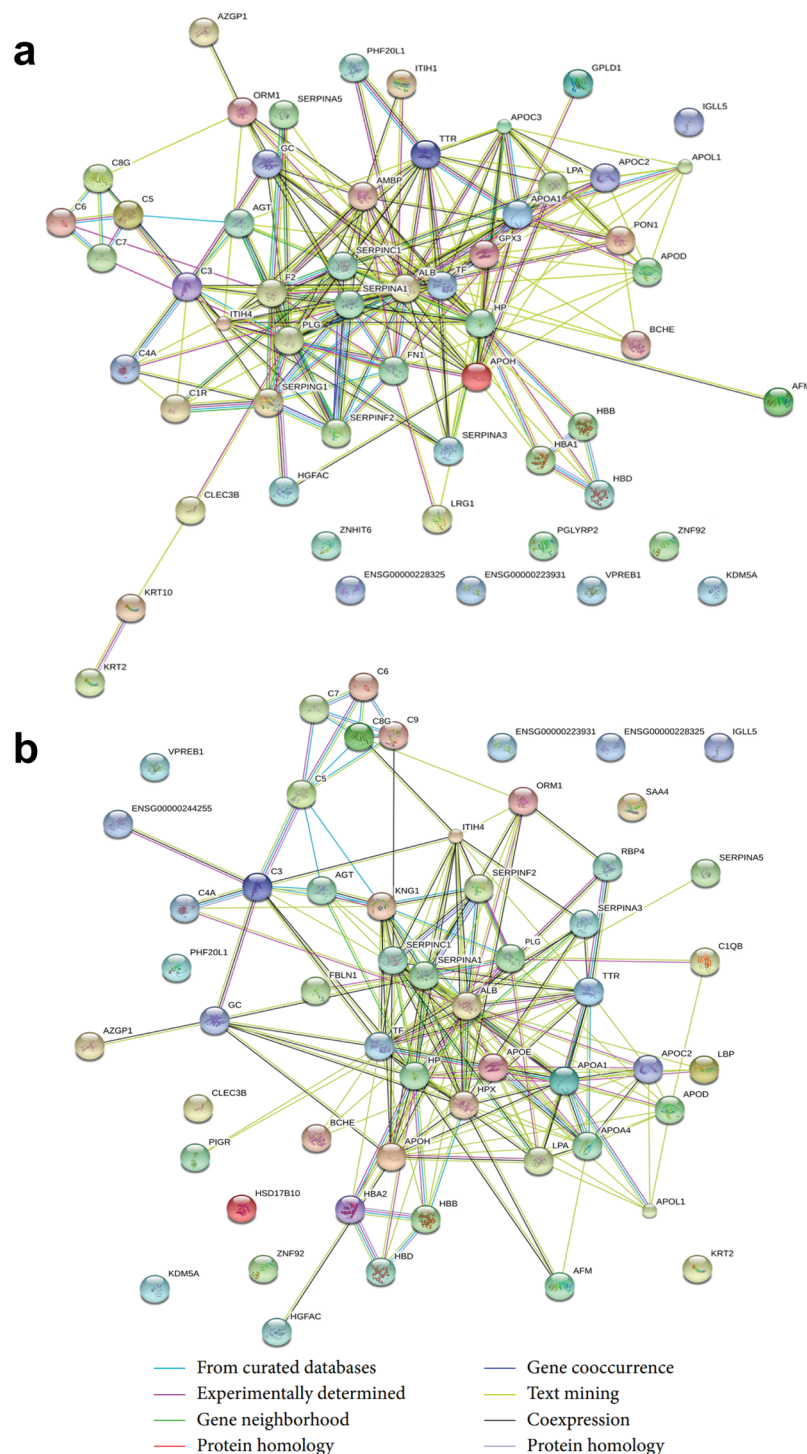 a
AZGP1
PHF20L1
ITIH1
GPLD1
ORM1
SERPINA5
IGLL5
TTR
APOC3
GC
C8G
LPA
APOC2
APOL1
AMBP
C6
C5
AGT
APOA1
PON1
C7
SERPINC1
GPX3
APOD
C3
F2
ALB
TF
SERPINA1
HP
ITIH4
PLG
BCHE
C4A
FN1
APOH
C1R
SERPING1
AFM
SERPINF2
SERPINA3
HBB
HBA1
HGFAC
HBD
CLEC3B
LRG1
ZNHIT6
PGLYRP2
ZNF92
ENSG00000228325
ENSG00000223931
VPREB1
KDM5A
KRT10
KRT2
b
C6
C7
C8G
C9
ENSG00000223931
ENSG00000228325
IGLL5
VPREB1
C5
ORM1
SAA4
ENSG00000244255
ITIH4
RBP4
C3
SERPINF2
SERPINA5
AGT
KNG1
C4A
SERPINA3
PHF20L1
SERPINC1
PLG
C1QB
SERPINA1
FBLN1
TTR
ALB
GC
AZGP1
TF
HP
APOE
APOA1
APOC2
LBP
CLEC3B
HPX
APOD
BCHE
APOH
APOA4
PIGR
LPA
HSD17B10
HBA2
HBB
APOL1
ZNF92
HBD
KRT2
KDM5A
AFM
HGFAC
From curated databases
Gene cooccurrence
Experimentally determined
Text mining
Gene neighborhood
Coexpression
Protein homology
Protein homology